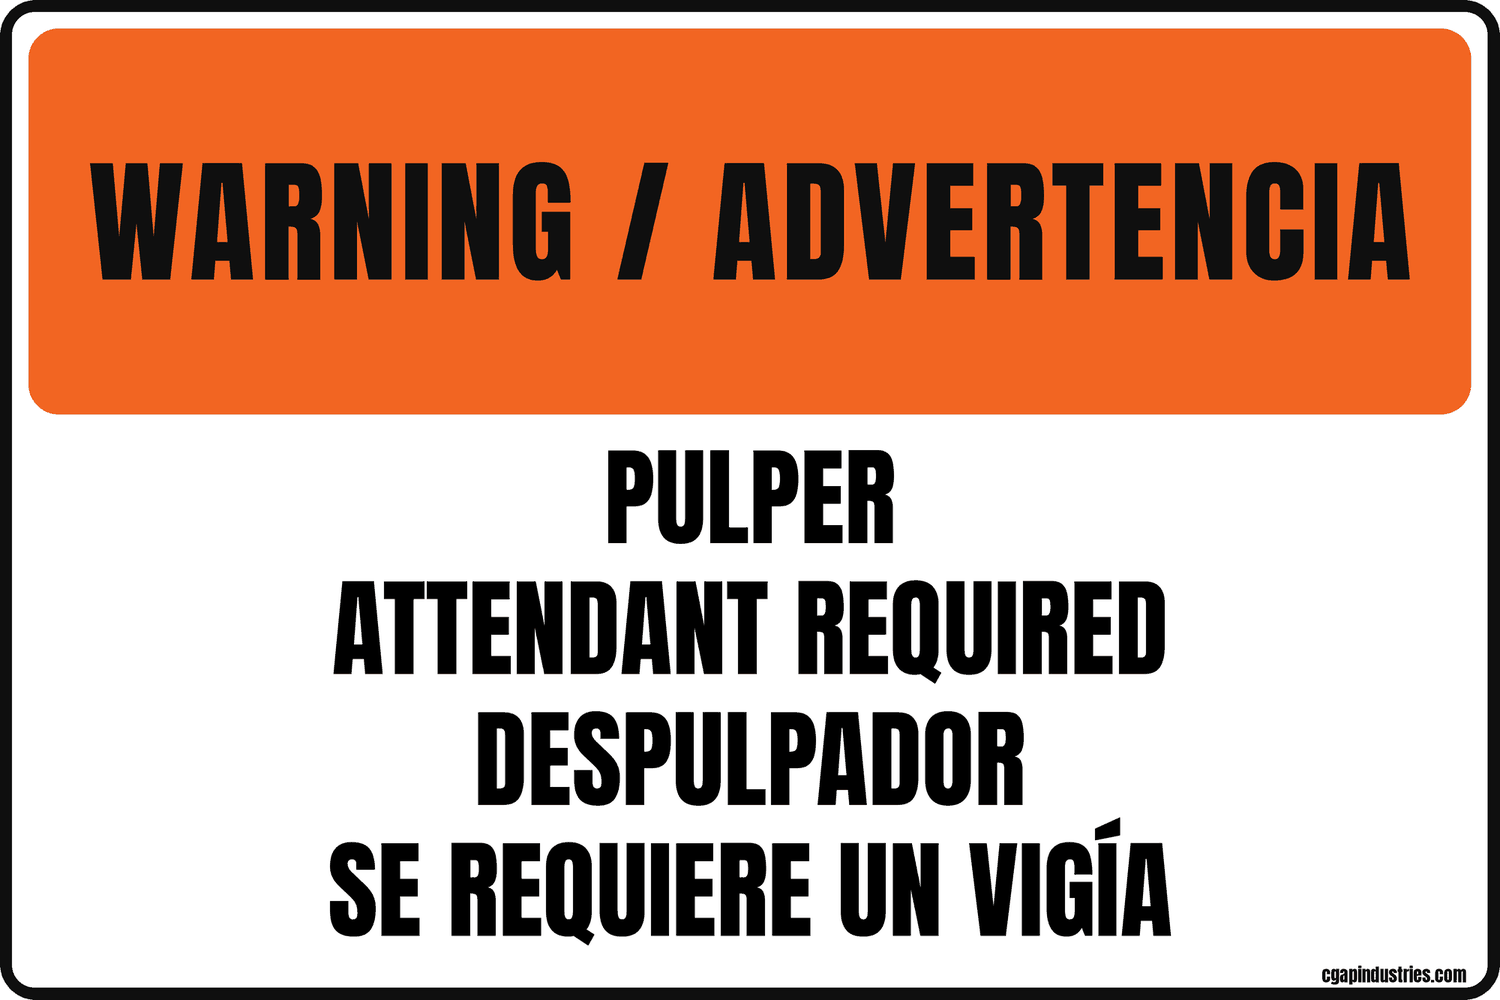 WARNING / ADVERTENCIA
PULPER
ATTENDANT REQUIRED
DESPULPADOR
SE REQUIERE UN VIGÍA
cgapindustries.com